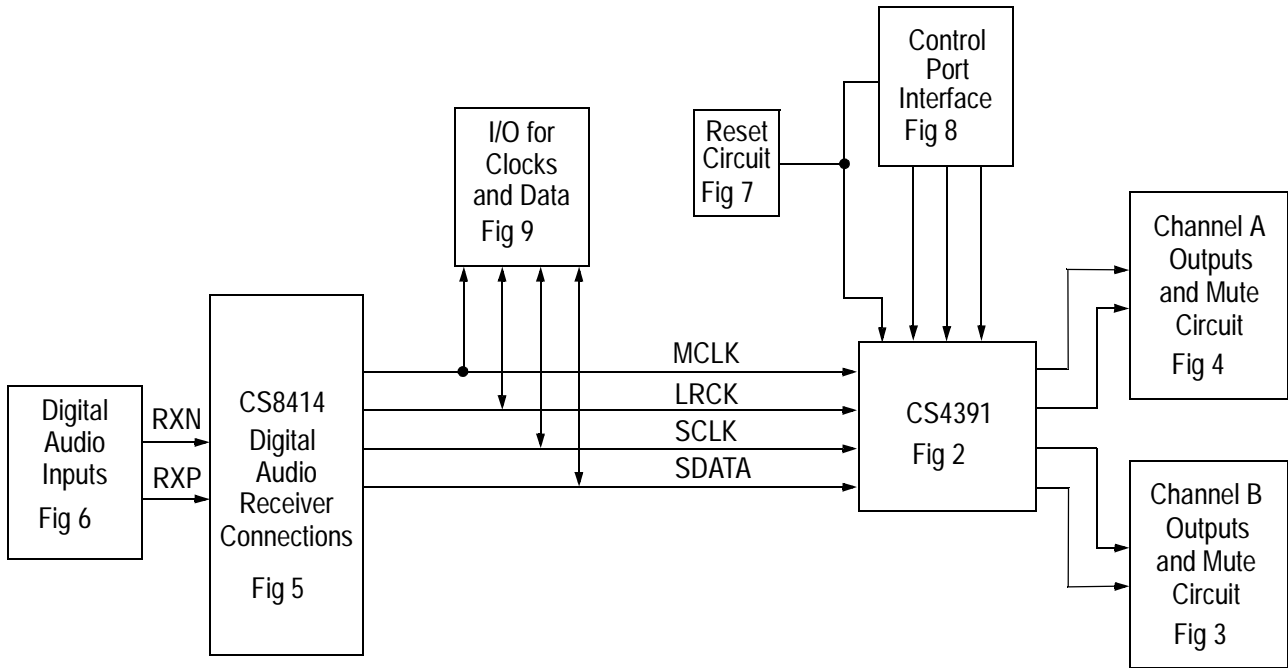 Digital
Audio
Inputs
Fig 6
RXN
RXP
CS8414
Digital
Audio
Receiver
Connections
Fig 5
I/O for
Clocks
and Data
Fig 9
MCLK
LRCK
SCLK
SDATA
Reset
Circuit
Fig 7
Control
Port
Interface
Fig 8
CS4391
Fig 2
Channel A
Outputs
and Mute
Circuit
Fig 4
Channel B
Outputs
and Mute
Circuit
Fig 3